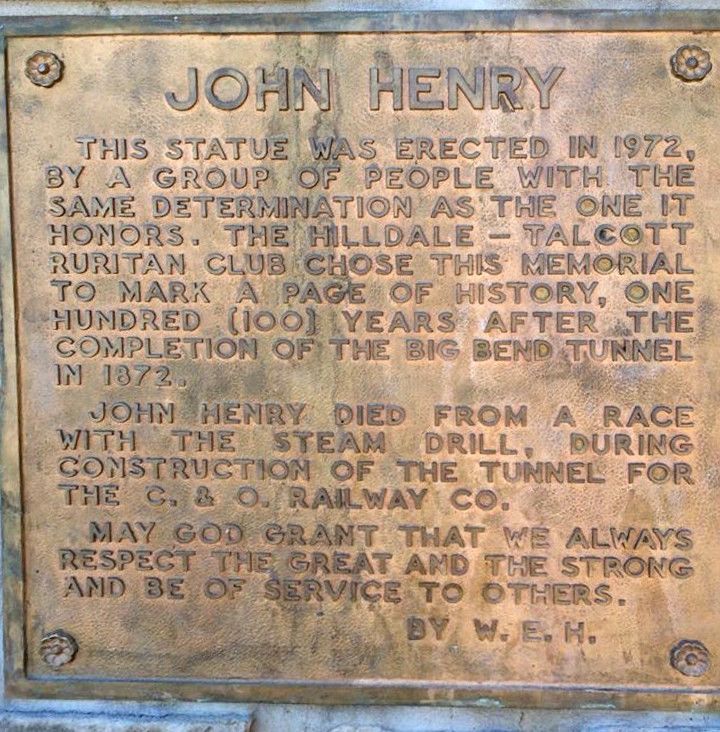 JOHN HENRY
THIS STATUE WAS ERECTED IN 1972,
BY A GROUP OF PEOPLE WITH THE
SAME DETERMINATION AS THE ONE IT
HONORS. THE HILLDALE – TALCOTT
RURITAN CLUB CHOSE THIS MEMORIAL
TO MARK A PAGE OF HISTORY, ONE
HUNDRED (100) YEARS AFTER THE
COMPLETION OF THE BIG BEND TUNNEL
IN 1872.
JOHN HENRY DIED FROM A RACE
WITH THE STEAM DRILL, DURING
CONSTRUCTION OF THE TUNNEL FOR
THE C. & O. RAILWAY CO.
MAY GOD GRANT THAT WE ALWAYS
RESPECT THE GREAT AND THE STRONG
AND BE OF SERVICE TO OTHERS.
BY W. E. H.